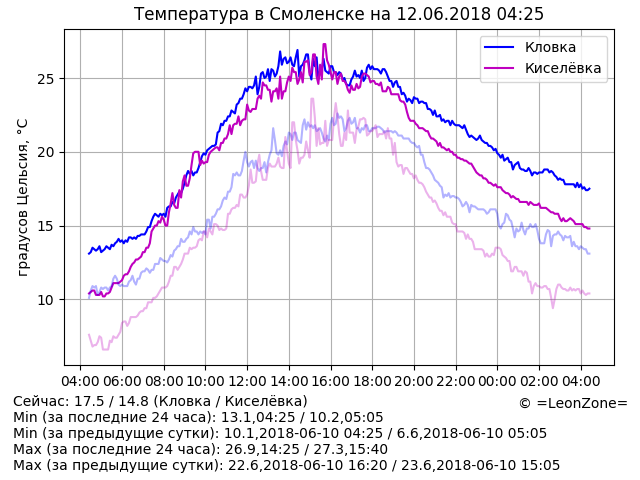 Температура в Смоленске на 12.06.2018 04:25
Кловка
Киселёвка
градусов Цельсия, °C
25
20
15
10
04:00 06:00 08:00 10:00 12:00 14:00 16:00 18:00 20:00 22:00 00:00 02:00 04:00
Сейчас: 17.5 / 14.8 (Кловка / Киселёвка)
© =LeonZone=
Min (за последние 24 часа): 13.1,04:25 / 10.2,05:05
Min (за предыдущие сутки): 10.1,2018-06-10 04:25 / 6.6,2018-06-10 05:05
Max (за последние 24 часа): 26.9,14:25 / 27.3,15:40
Max (за предыдущие сутки): 22.6,2018-06-10 16:20 / 23.6,2018-06-10 15:05